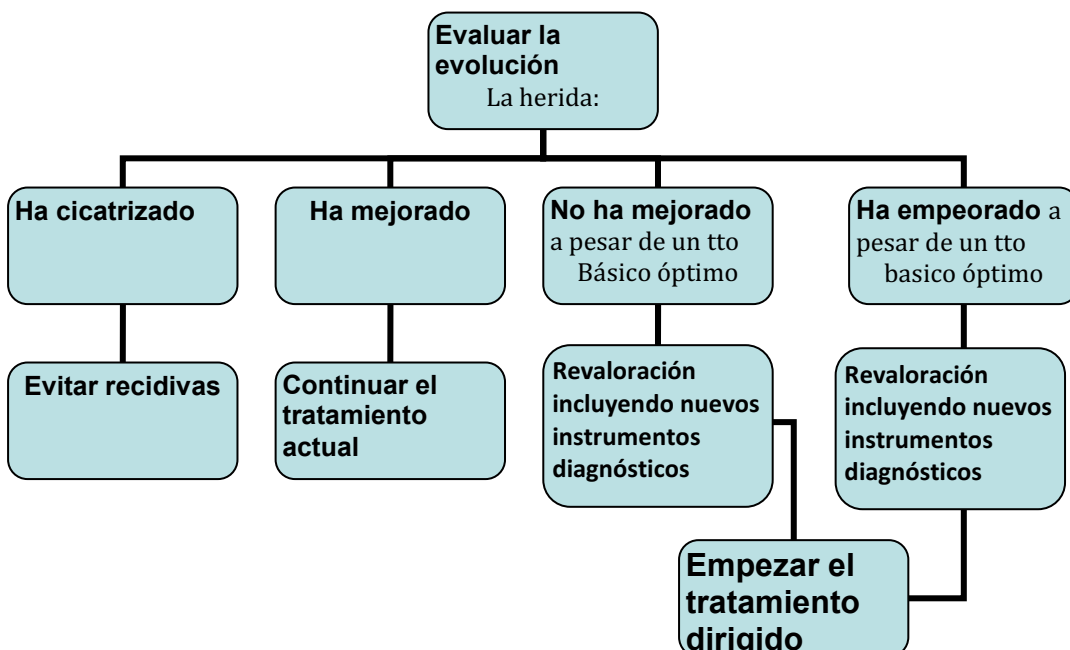 Evaluar la
evolución
La herida:
Ha cicatrizado
Ha mejorado
No ha mejorado
a pesar de un tto
Básico óptimo
Ha empeorado a
pesar de un tto
basico óptimo
Evitar recidivas
Continuar el
tratamiento
actual
Revaloración
incluyendo nuevos
instrumentos
diagnósticos
Revaloración
incluyendo nuevos
instrumentos
diagnósticos
Empezar el
tratamiento
dirigido